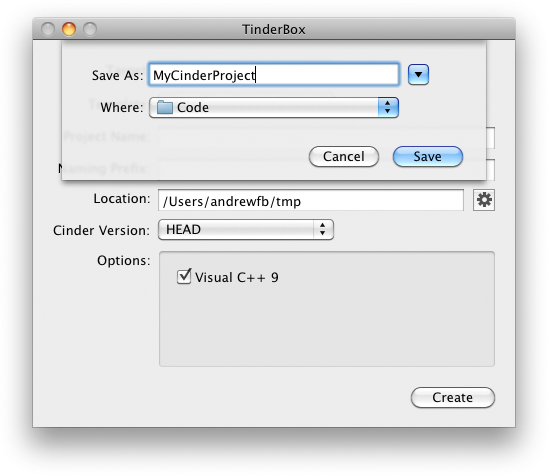 TinderBox
Save As: MyCinderProject
Where: Code
Project Name:
Naming Prefix:
Cancel Save
Location: /Users/andrewfb/tmp
Cinder Version: HEAD
Options:
Visual C++ 9
Create